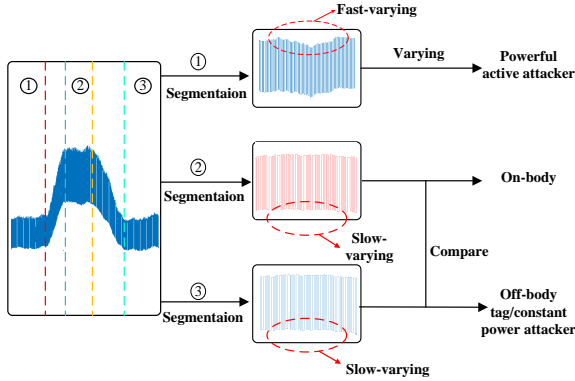 Fast-varying
① ② ③
①
Segmentaion
Varying
Powerful
active attacker
②
Segmentaion
On-body
Slow-
varying
Compare
③
Segmentaion
Off-body
tag/constant
power attacker
Slow-varying